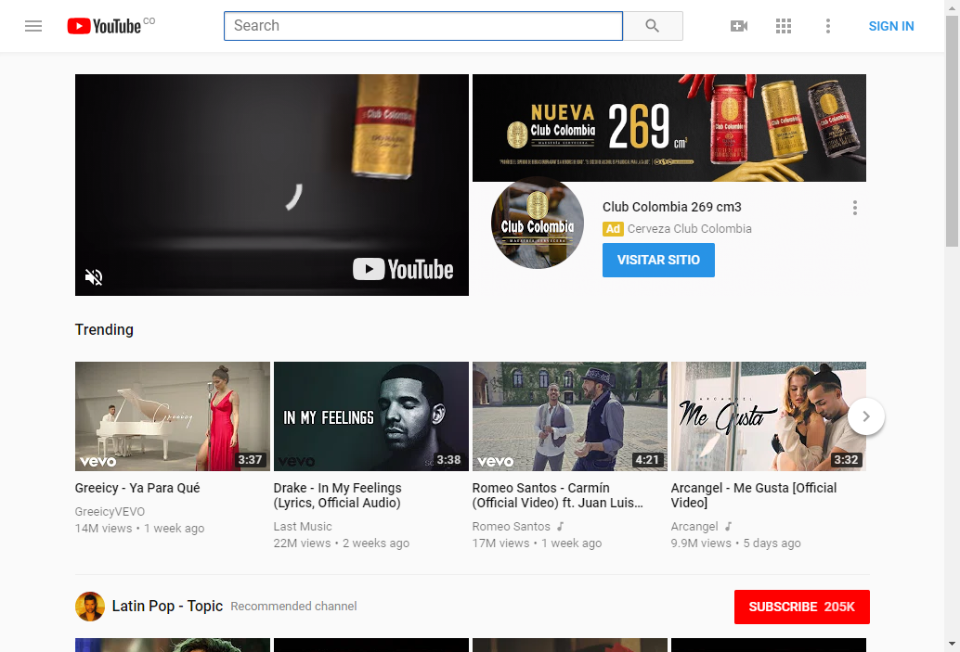 YouTube CO
Search
SIGN IN
NUEVA
Club Colombia
269 cm³
Club Colombia
YouTube
Club Colombia 269 cm3
Ad Cerveza Club Colombia
VISITAR SITIO
Trending
Greeicy
vevo
3:37
IN MY FEELINGS
vevo
3:38
vevo
4:21
ARCANGEL
Me Gusta
3:32
Greeicy - Ya Para Qué
GreeicyVEVO
14M views • 1 week ago
Drake - In My Feelings
(Lyrics, Official Audio)
Last Music
22M views • 2 weeks ago
Romeo Santos - Carmín
(Official Video) ft. Juan Luis...
Romeo Santos
17M views • 1 week ago
Arcangel - Me Gusta [Official
Video]
Arcangel
9.9M views • 5 days ago
Latin Pop - Topic Recommended channel
SUBSCRIBE 205K